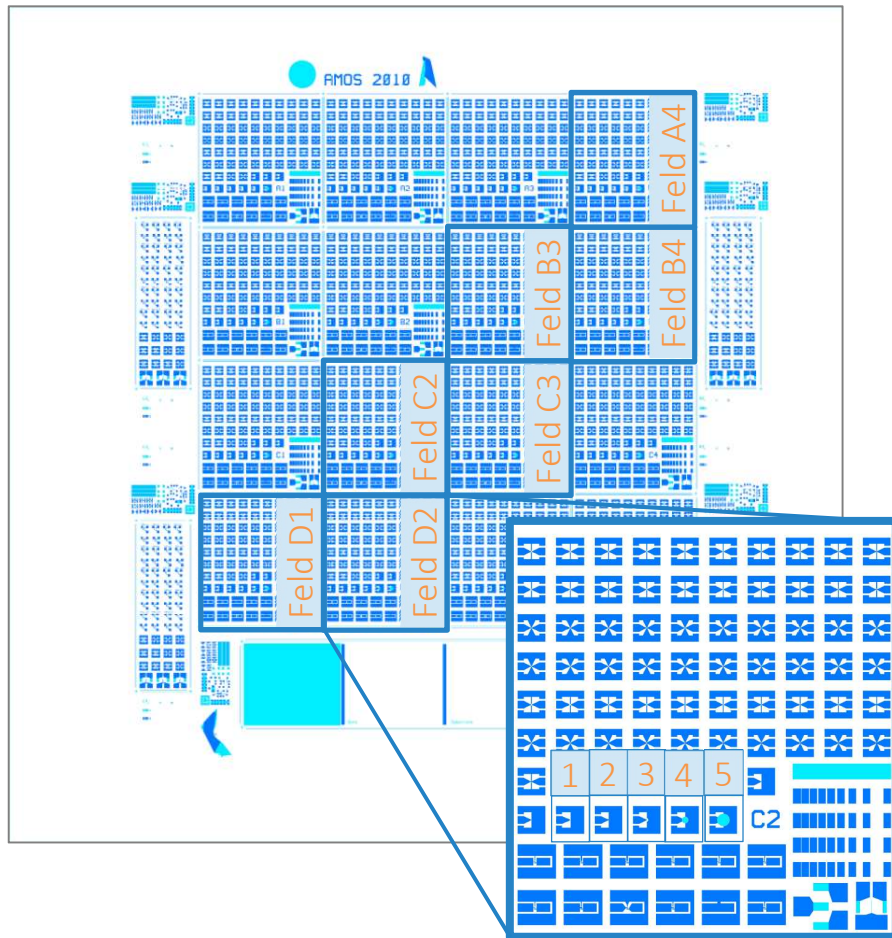 AMOS 2010
Feld A4
A1
A2
A3
Feld B3
Feld B4
B1
B2
Feld C2
Feld C3
C1
C4
Feld D1
Feld D2
1 2 3 4 5
C2